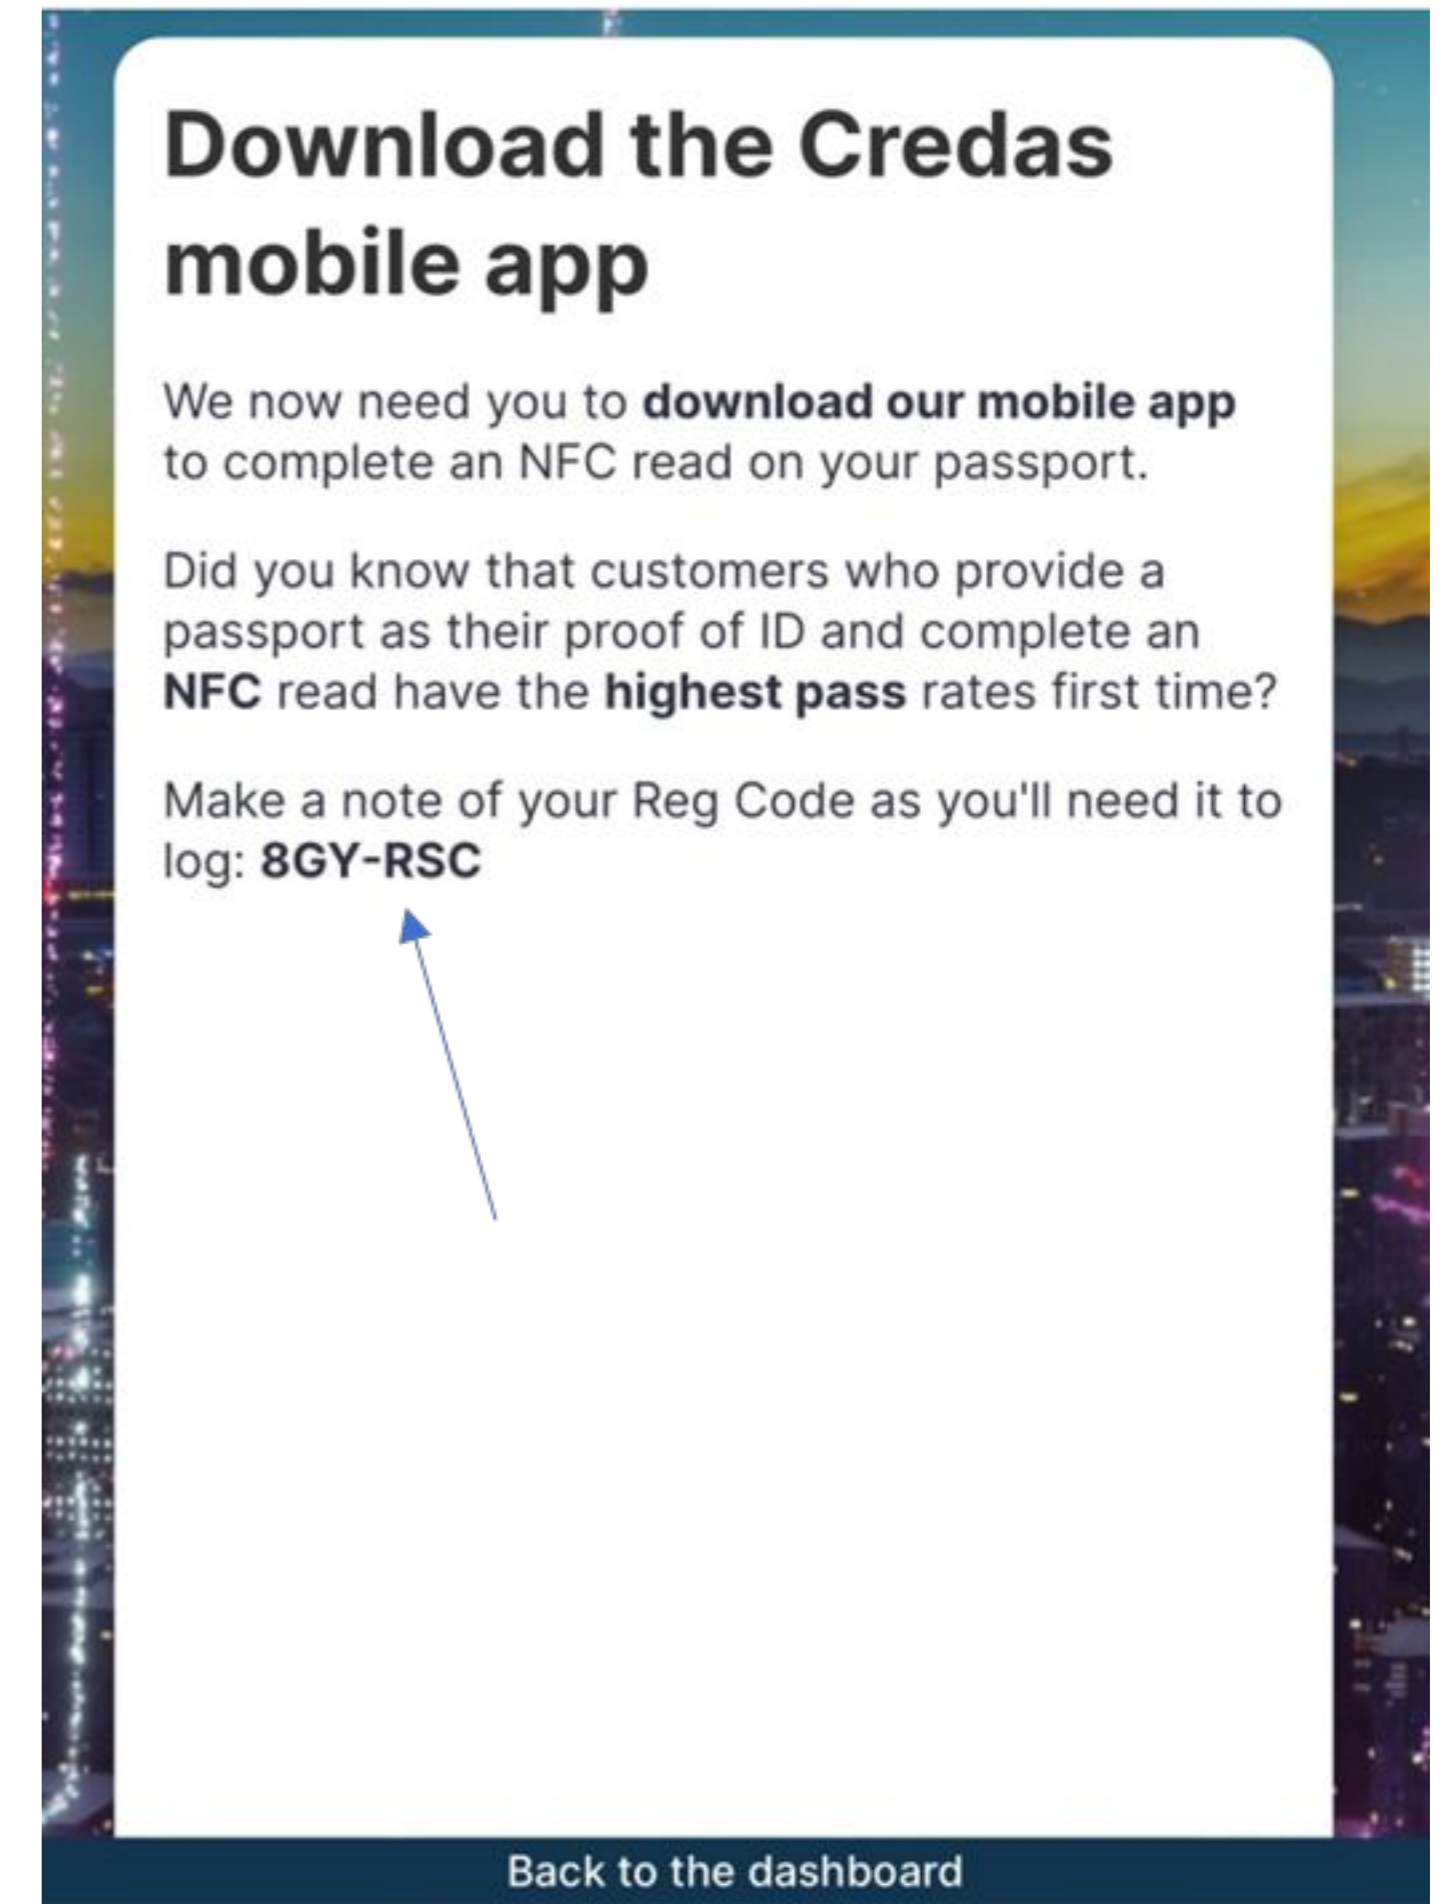 Download the Credas
mobile app
We now need you to download our mobile app
to complete an NFC read on your passport.
Did you know that customers who provide a
passport as their proof of ID and complete an
NFC read have the highest pass rates first time?
Make a note of your Reg Code as you'll need it to
log: 8GY-RSC
Back to the dashboard